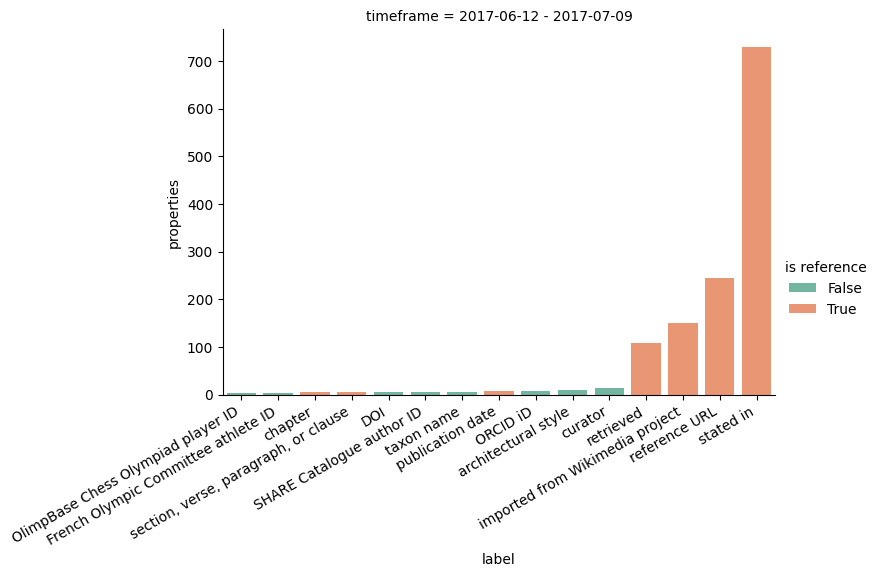 timeframe = 2017-06-12 - 2017-07-09
properties
700
600
500
400
300
200
100
0
OlimpBase Chess Olympiad player ID
French Olympic Committee athlete ID
chapter
section, verse, paragraph, or clause
DOI
SHARE Catalogue author ID
taxon name
publication date
ORCID iD
architectural style
curator
retrieved
imported from Wikimedia project
reference URL
stated in
label
is reference
False
True